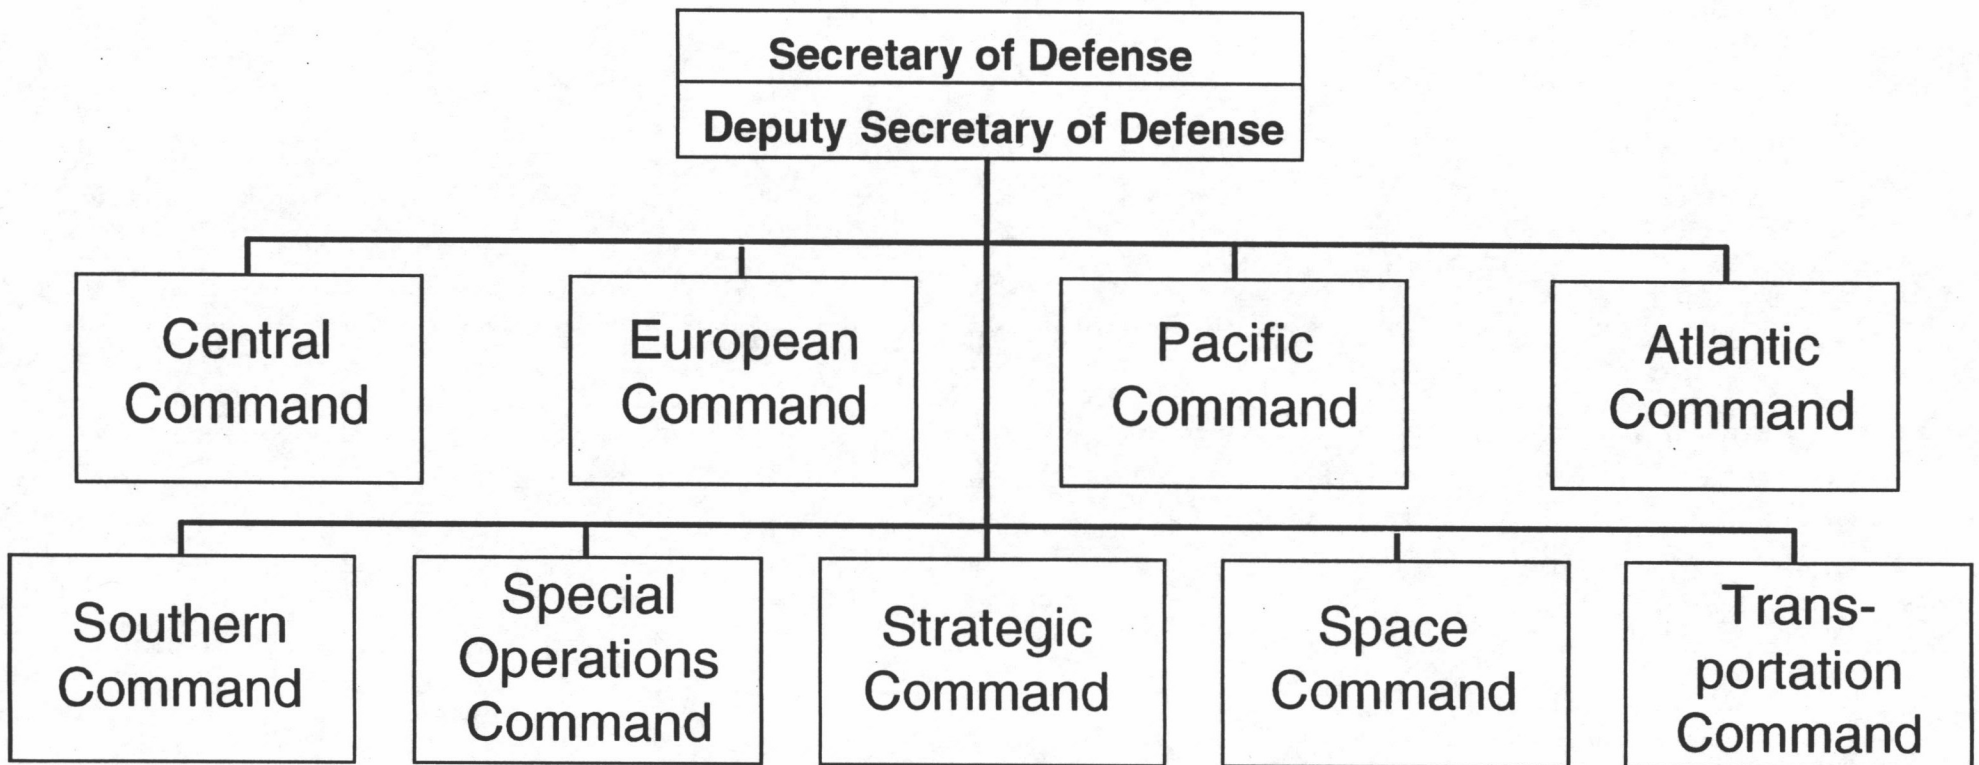 Secretary of Defense
Deputy Secretary of Defense
Central
Command
European
Command
Pacific
Command
Atlantic
Command
Southern
Command
Special
Operations
Command
Strategic
Command
Space
Command
Trans-
portation
Command